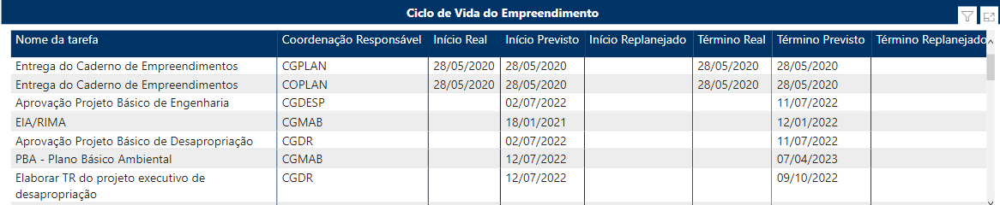 Ciclo de Vida do Empreendimento
Nome da tarefa Coordenação Responsável Início Real Início Previsto Início Replanejado Término Real Término Previsto Término Replanejado
Entrega do Caderno de Empreendimentos CGPLAN 28/05/2020 28/05/2020 28/05/2020 28/05/2020
Entrega do Caderno de Empreendimentos COPLAN 28/05/2020 28/05/2020 28/05/2020 28/05/2020
Aprovação Projeto Básico de Engenharia CGDESP 02/07/2022 11/07/2022
EIA/RIMA CGMAB 18/01/2021 12/01/2022
Aprovação Projeto Básico de Desapropriação CGDR 02/07/2022 11/07/2022
PBA - Plano Básico Ambiental CGMAB 12/07/2022 07/04/2023
Elaborar TR do projeto executivo de CGDR 12/07/2022 09/10/2022
desapropriação